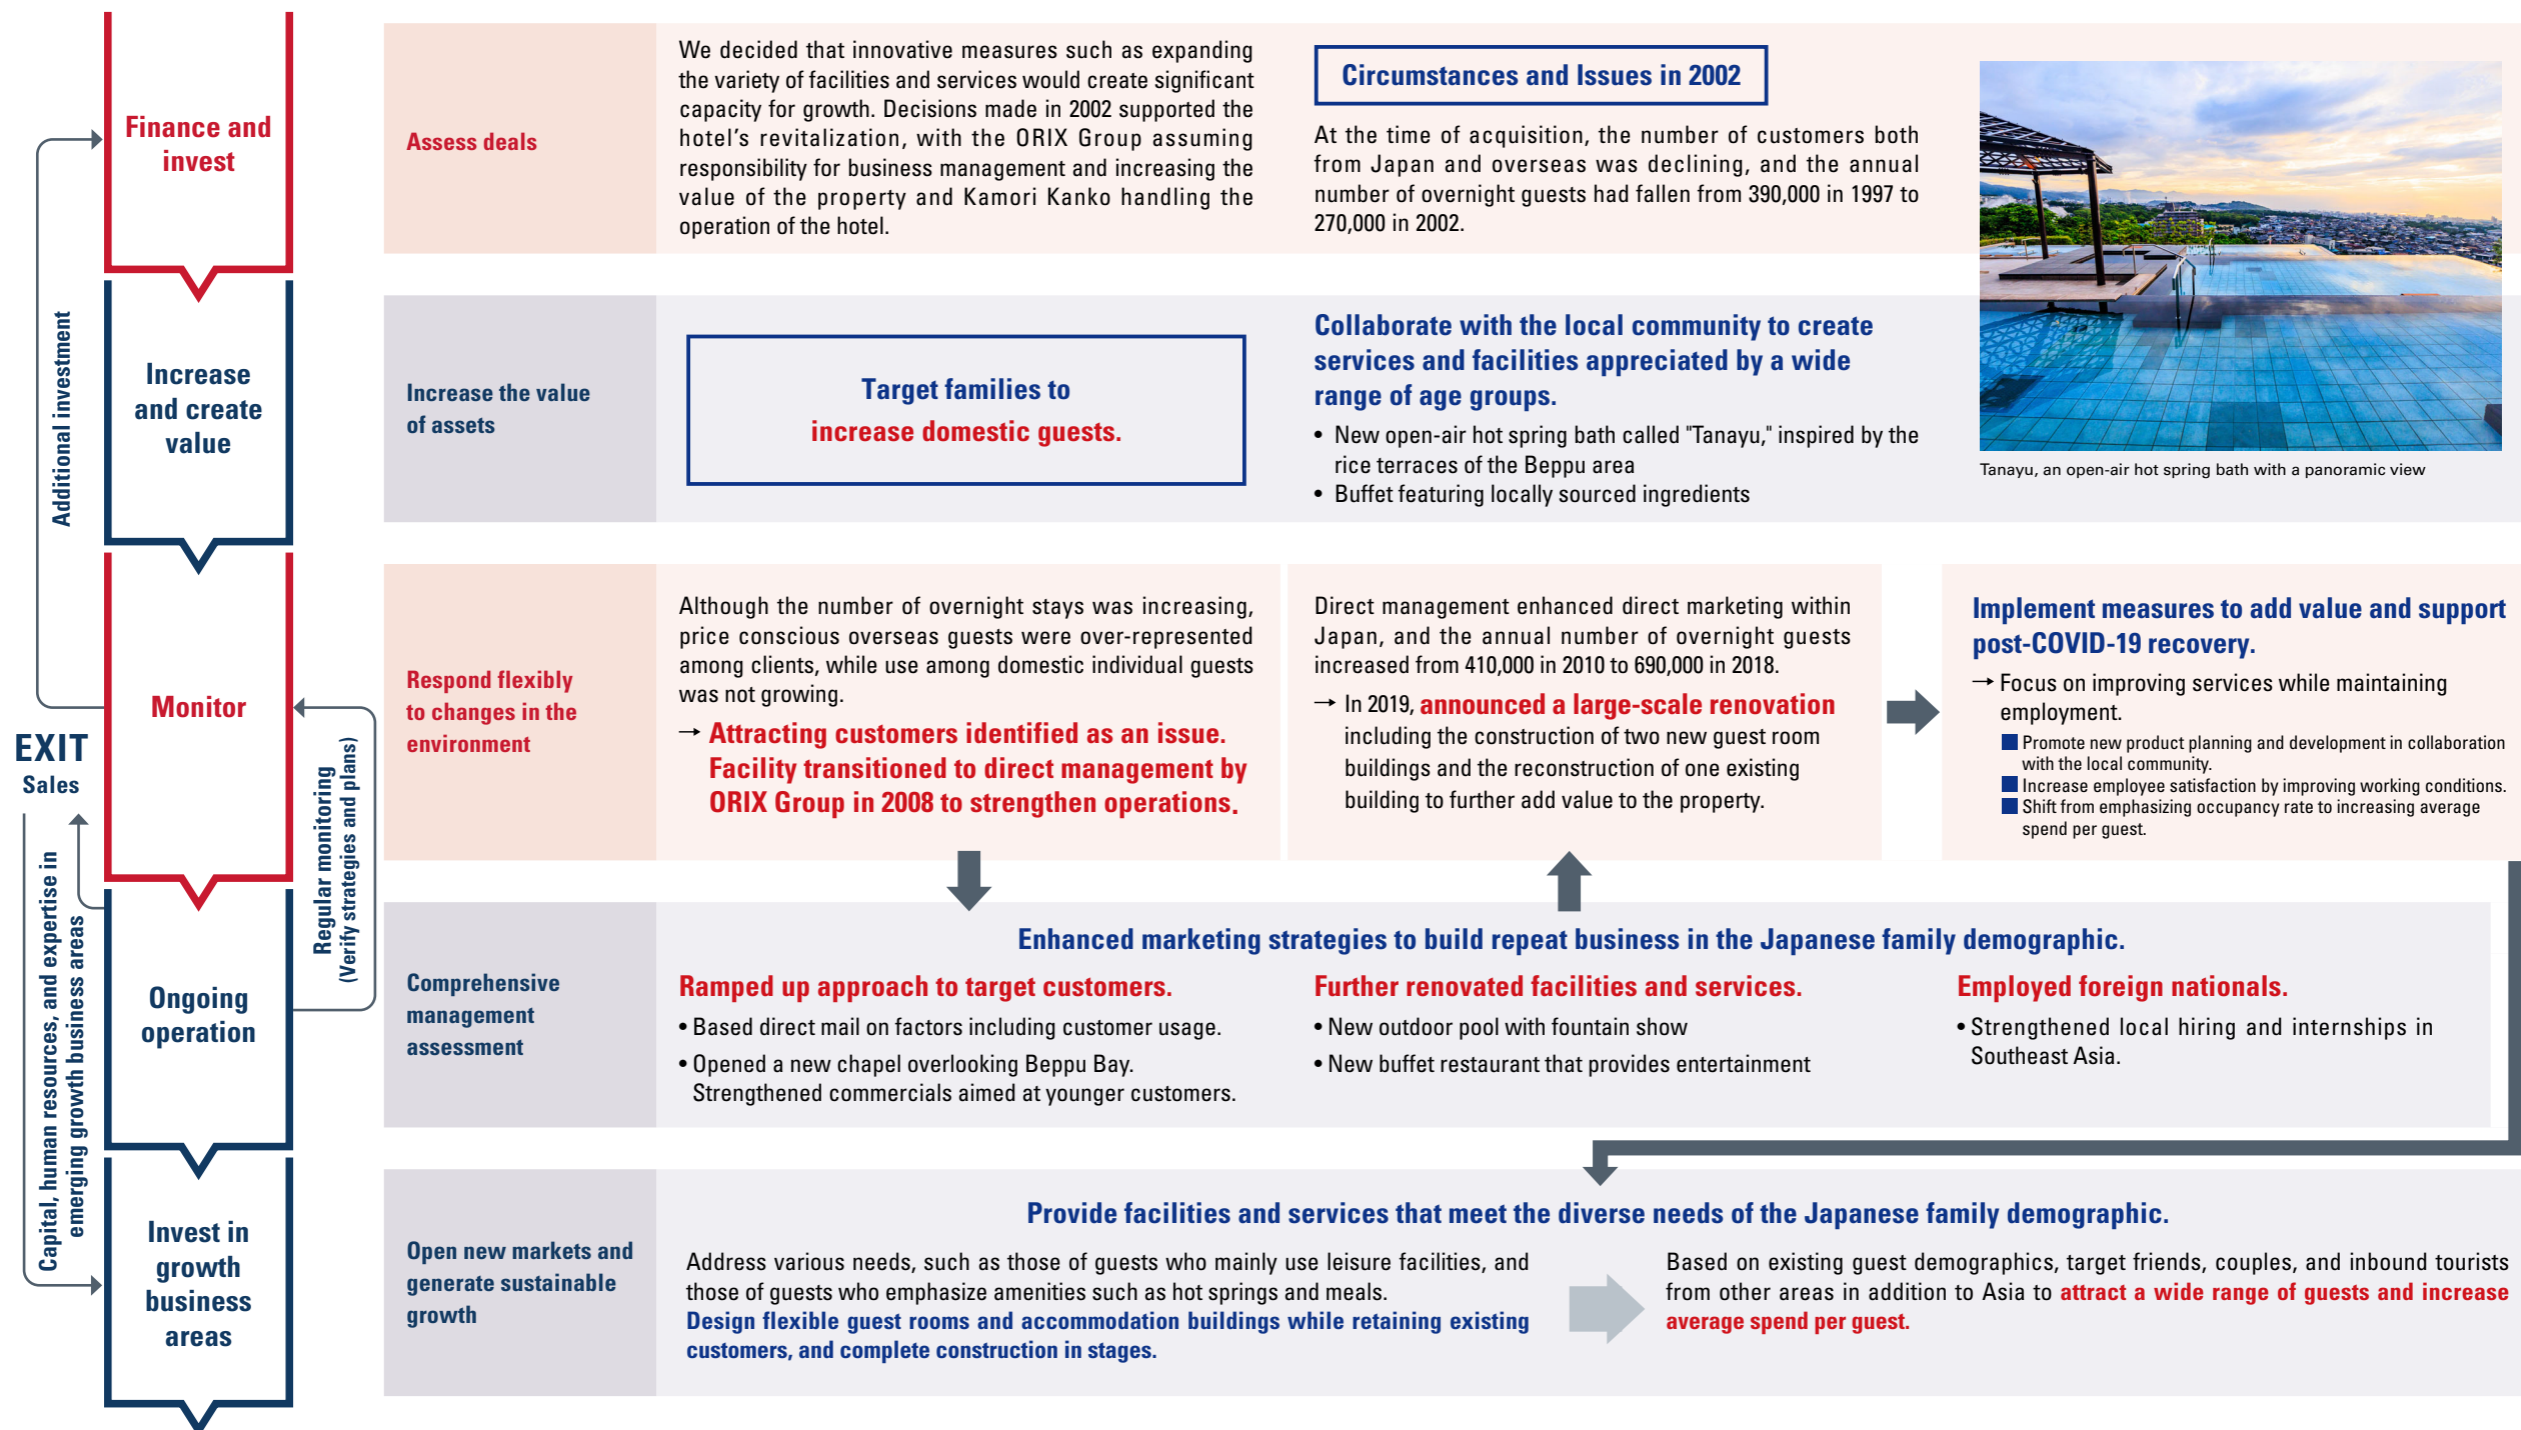 Finance and
invest
Assess deals
We decided that innovative measures such as expanding
the variety of facilities and services would create significant
capacity for growth. Decisions made in 2002 supported the
hotel's revitalization, with the ORIX Group assuming
responsibility for business management and increasing the
value of the property and Kamori Kanko handling the
operation of the hotel.
Circumstances and Issues in 2002
At the time of acquisition, the number of customers both
from Japan and overseas was declining, and the annual
number of overnight guests had fallen from 390,000 in 1997 to
270,000 in 2002.
Additional investment
Increase
and create
value
Increase the value
of assets
Target families to
increase domestic guests.
Collaborate with the local community to create
services and facilities appreciated by a wide
range of age groups.
• New open-air hot spring bath called "Tanayu," inspired by the
rice terraces of the Beppu area
• Buffet featuring locally sourced ingredients
Tanayu, an open-air hot spring bath with a panoramic view
Monitor
Respond flexibly
to changes in the
environment
Although the number of overnight stays was increasing,
price conscious overseas guests were over-represented
among clients, while use among domestic individual guests
was not growing.
→ Attracting customers identified as an issue.
Facility transitioned to direct management by
ORIX Group in 2008 to strengthen operations.
Direct management enhanced direct marketing within
Japan, and the annual number of overnight guests
increased from 410,000 in 2010 to 690,000 in 2018.
→ In 2019, announced a large-scale renovation
including the construction of two new guest room
buildings and the reconstruction of one existing
building to further add value to the property.
Implement measures to add value and support
post-COVID-19 recovery.
→ Focus on improving services while maintaining
employment.
■ Promote new product planning and development in collaboration
with the local community.
■ Increase employee satisfaction by improving working conditions.
■ Shift from emphasizing occupancy rate to increasing average
spend per guest.
EXIT
Sales
Regular monitoring
(Verify strategies and plans)
Capital, human resources, and expertise in
emerging growth business areas
Ongoing
operation
Comprehensive
management
assessment
Enhanced marketing strategies to build repeat business in the Japanese family demographic.
Ramped up approach to target customers.
• Based direct mail on factors including customer usage.
• Opened a new chapel overlooking Beppu Bay.
Strengthened commercials aimed at younger customers.
Further renovated facilities and services.
• New outdoor pool with fountain show
• New buffet restaurant that provides entertainment
Employed foreign nationals.
• Strengthened local hiring and internships in
Southeast Asia.
Invest in
growth
business
areas
Open new markets and
generate sustainable
growth
Provide facilities and services that meet the diverse needs of the Japanese family demographic.
Address various needs, such as those of guests who mainly use leisure facilities, and
those of guests who emphasize amenities such as hot springs and meals.
Design flexible guest rooms and accommodation buildings while retaining existing
customers, and complete construction in stages.
Based on existing guest demographics, target friends, couples, and inbound tourists
from other areas in addition to Asia to attract a wide range of guests and increase
average spend per guest.